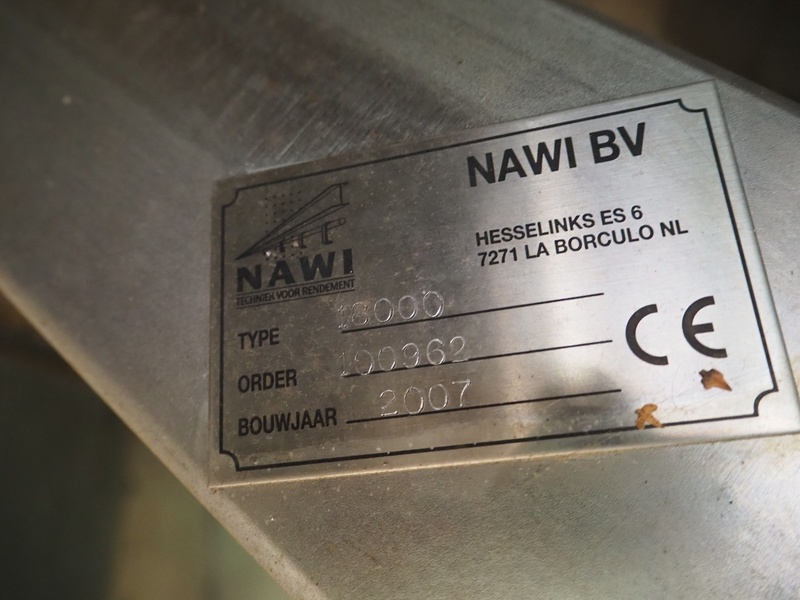 NAWI BV
HESSELINKS ES 6
7271 LA BORCULO NL
NAWI
TECHNIEK VOOR RENDEMENT
TYPE 18000
ORDER 100962
BOUWJAAR 2007
CE